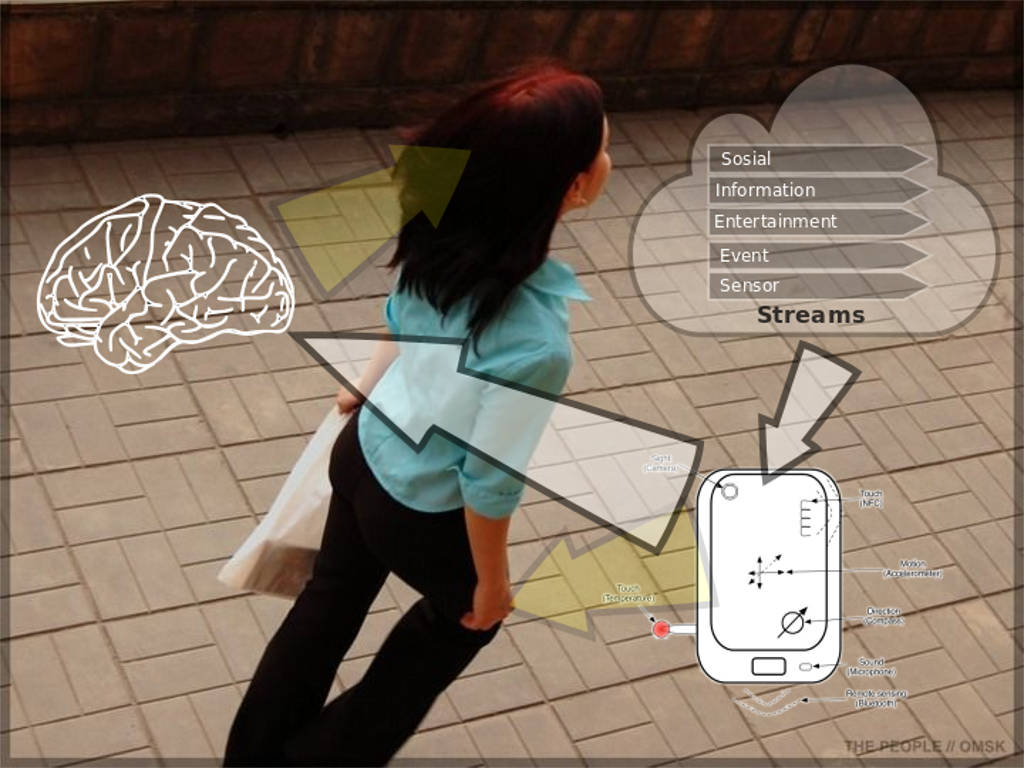 Sosial
Information
Entertainment
Event
Sensor
Streams
Sight
(Camera)
Touch
(NFC)
Motion
(Accelerometer)
Touch
(Temperature)
Direction
(Compass)
Sound
(Microphone)
Remote sensing
(Bluetooth)
THE PEOPLE // OMSK